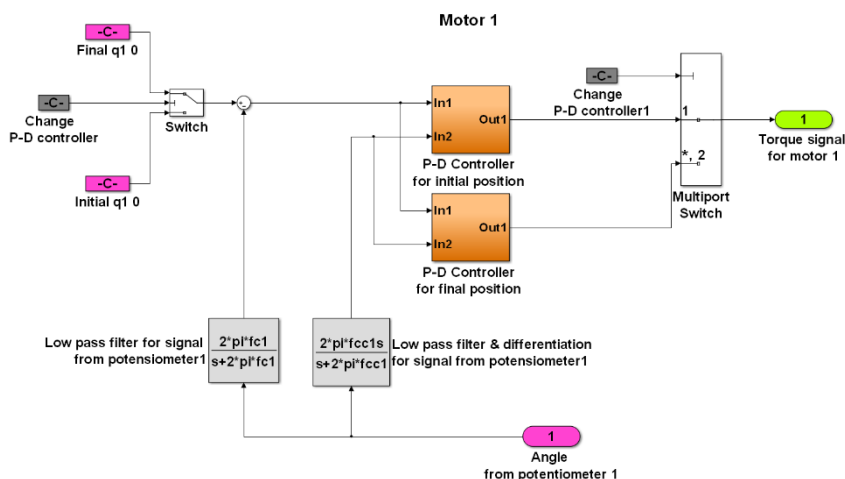 Motor 1
-C-
Final q1 0
-C-
Change
P-D controller
Switch
-C-
Initial q1 0
In1
In2
Out1
P-D Controller
for initial position
In1
In2
Out1
P-D Controller
for final position
-C-
Change
P-D controller1
1
*, 2
Multiport
Switch
1
Torque signal
for motor 1
Low pass filter for signal
from potensiometer1
2*pi*fc1
s+2*pi*fc1
2*pi*fcc1s
s+2*pi*fcc1
Low pass filter & differentiation
for signal from potensiometer1
1
Angle
from potentiometer 1